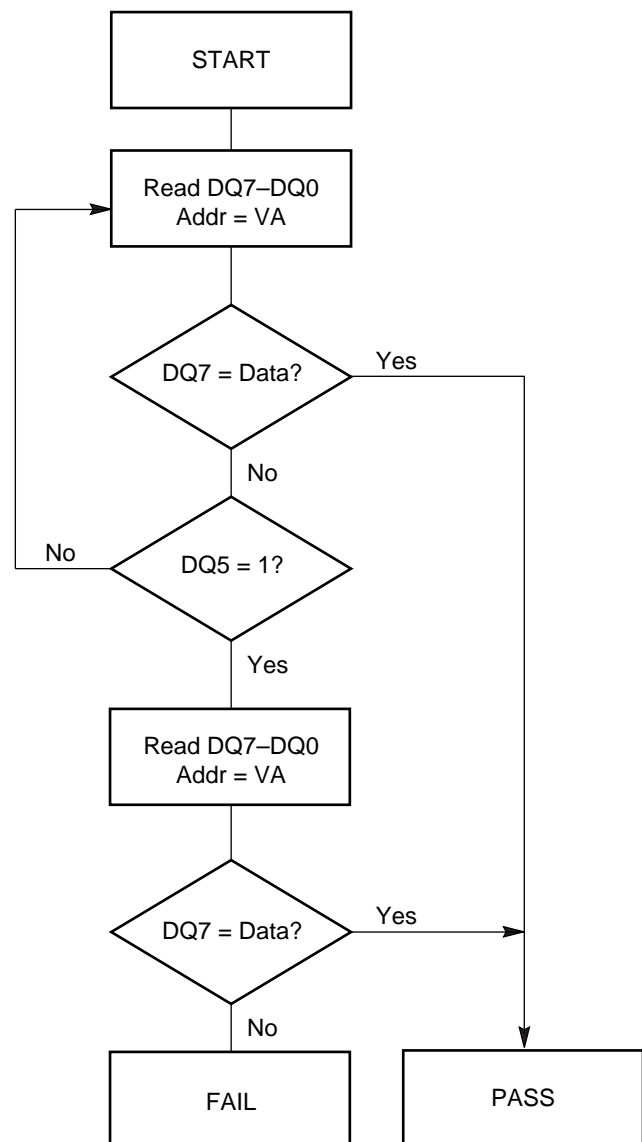 START
Read DQ7–DQ0
Addr = VA
DQ7 = Data?
Yes
No
No
DQ5 = 1?
Yes
Read DQ7–DQ0
Addr = VA
DQ7 = Data?
Yes
No
FAIL
PASS